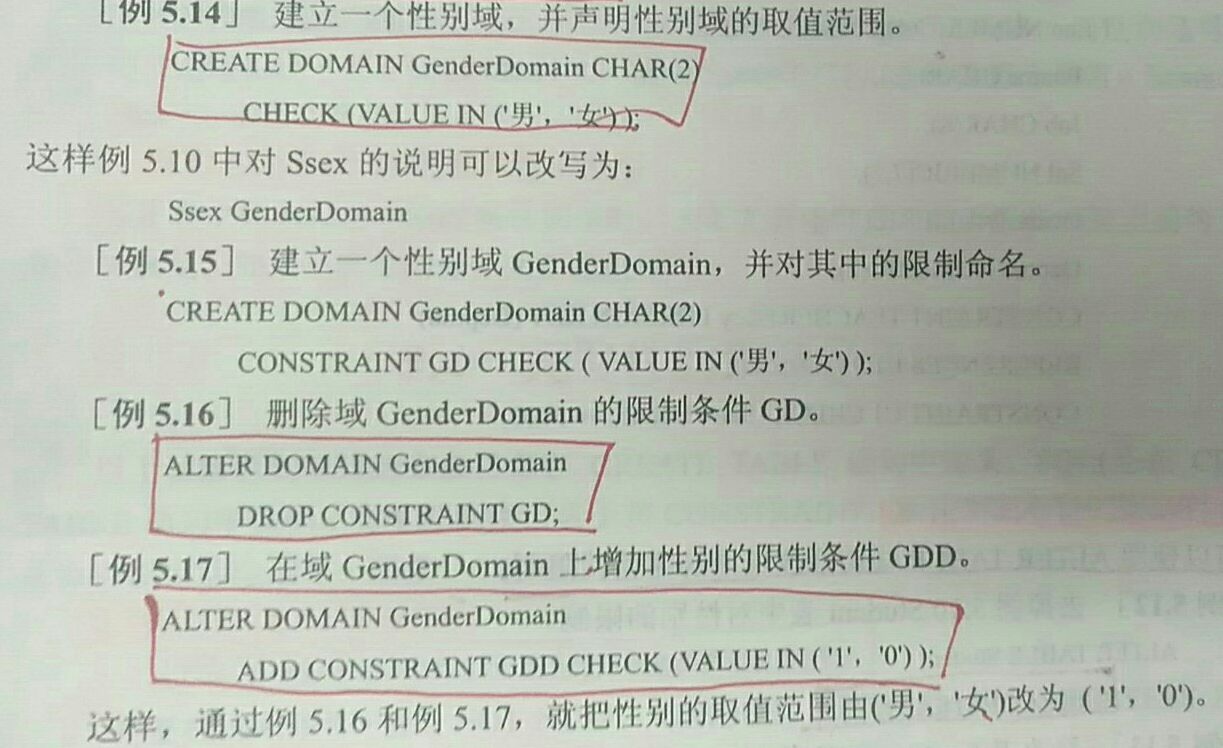 ［例 5.14］ 建立一个性别域，并声明性别域的取值范围。
CREATE DOMAIN GenderDomain CHAR(2)
CHECK (VALUE IN ('男'，'女') );
这样例 5.10 中对 Ssex 的说明可以改写为：
Ssex GenderDomain
［例 5.15］ 建立一个性别域 GenderDomain，并对其中的限制命名。
CREATE DOMAIN GenderDomain CHAR(2)
CONSTRAINT GD CHECK ( VALUE IN ('男'，'女') );
［例 5.16］ 删除域 GenderDomain 的限制条件 GD。
ALTER DOMAIN GenderDomain
DROP CONSTRAINT GD;
［例 5.17］ 在域 GenderDomain 上增加性别的限制条件 GDD。
ALTER DOMAIN GenderDomain
ADD CONSTRAINT GDD CHECK (VALUE IN ( '1'，'0') );
这样，通过例 5.16 和例 5.17，就把性别的取值范围由('男'，'女')改为 ( '1'，'0')。